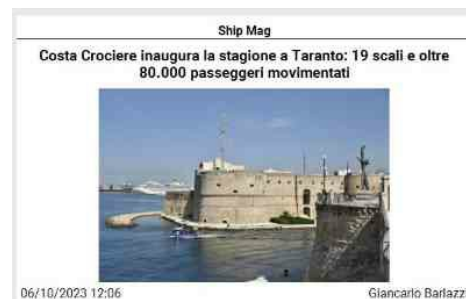 Ship Mag
Costa Crociere inaugura la stagione a Taranto: 19 scali e oltre
80.000 passeggeri movimentati
06/10/2023 12:06
Giancarlo Barlazzi